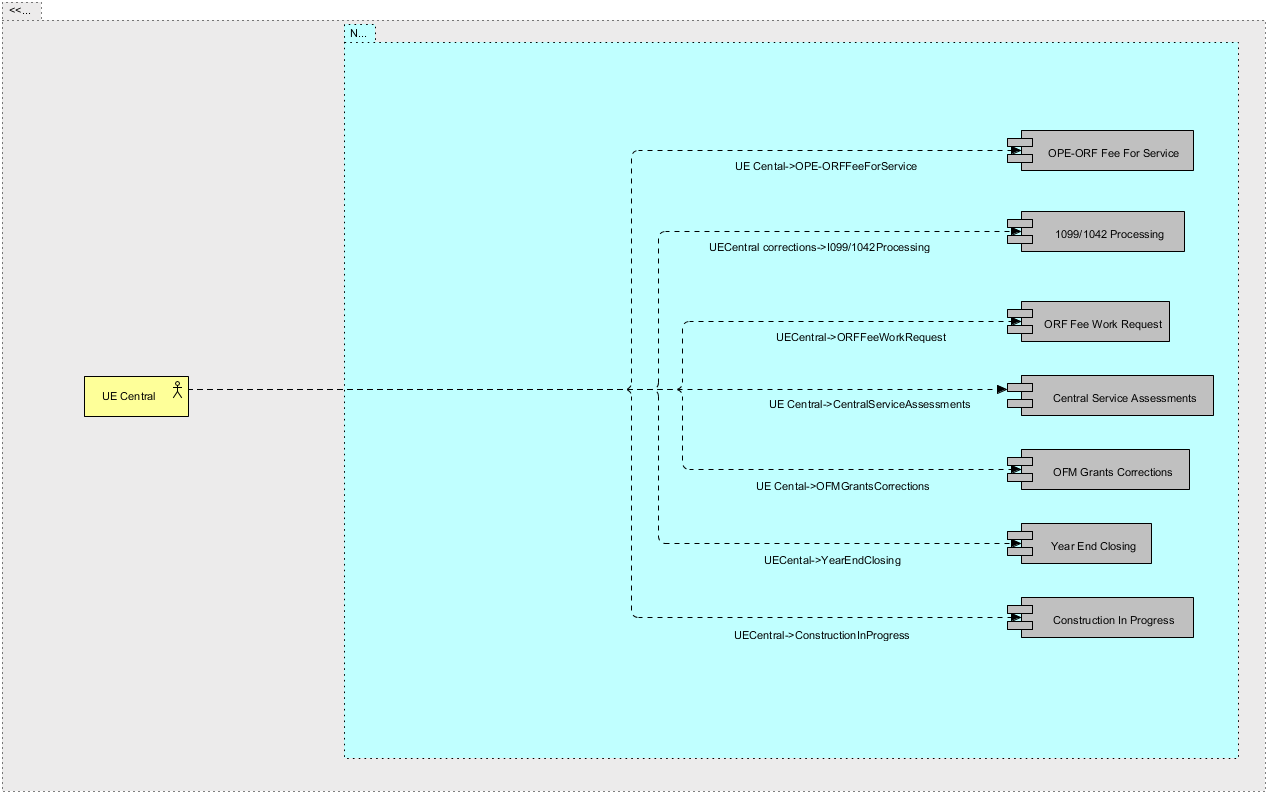 <<...
N...
OPE-ORF Fee For Service
UE Cental->OPE-ORFFeeForService
1099/1042 Processing
UECentral corrections->I099/1042Processing
ORF Fee Work Request
UECentral->ORFFeeWorkRequest
UE Central
Central Service Assessments
UE Central->CentralServiceAssessments
OFM Grants Corrections
UE Cental->OFMGrantsCorrections
Year End Closing
UECental->YearEndClosing
Construction In Progress
UECentral->ConstructionInProgress